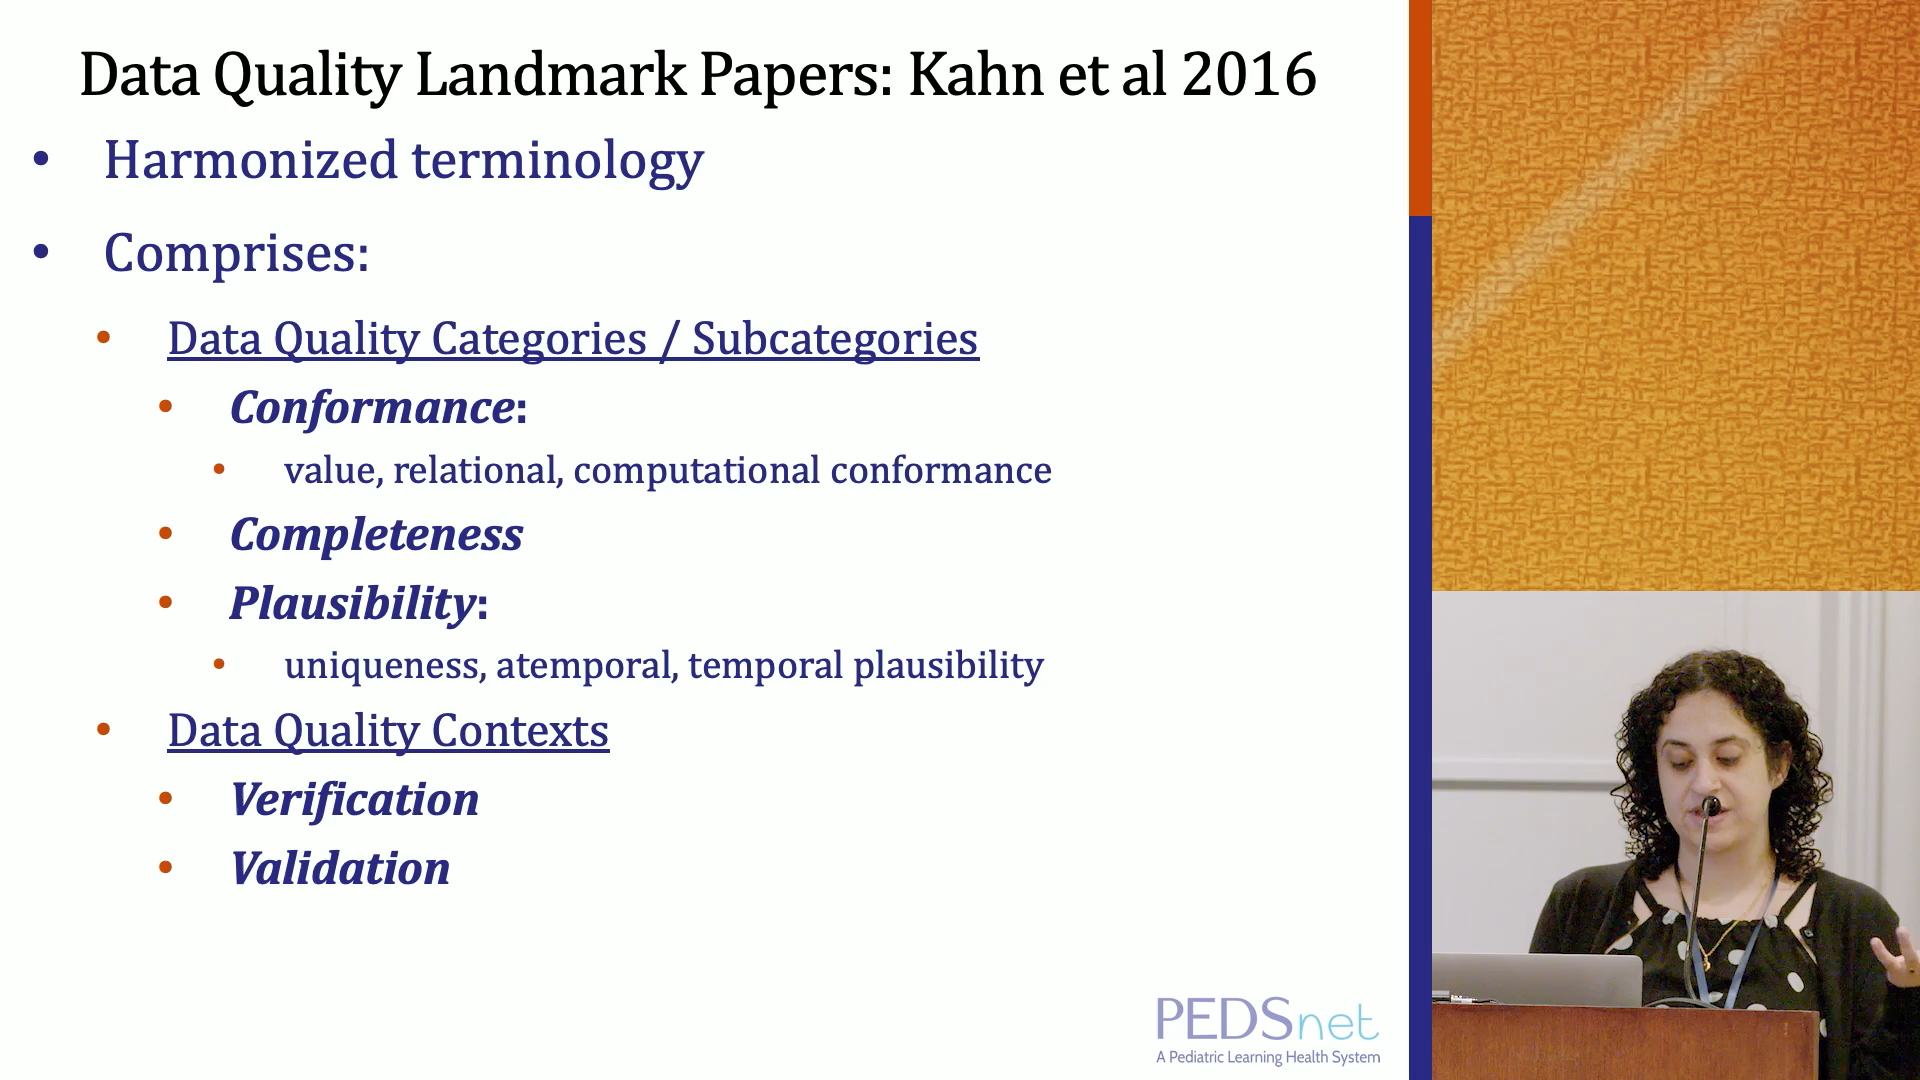 Data Quality Landmark Papers: Kahn et al 2016
• Harmonized terminology
• Comprises:
• Data Quality Categories / Subcategories
• Conformance:
• value, relational, computational conformance
• Completeness
• Plausibility:
• uniqueness, atemporal, temporal plausibility
• Data Quality Contexts
• Verification
• Validation
PEDSnet
A Pediatric Learning Health System